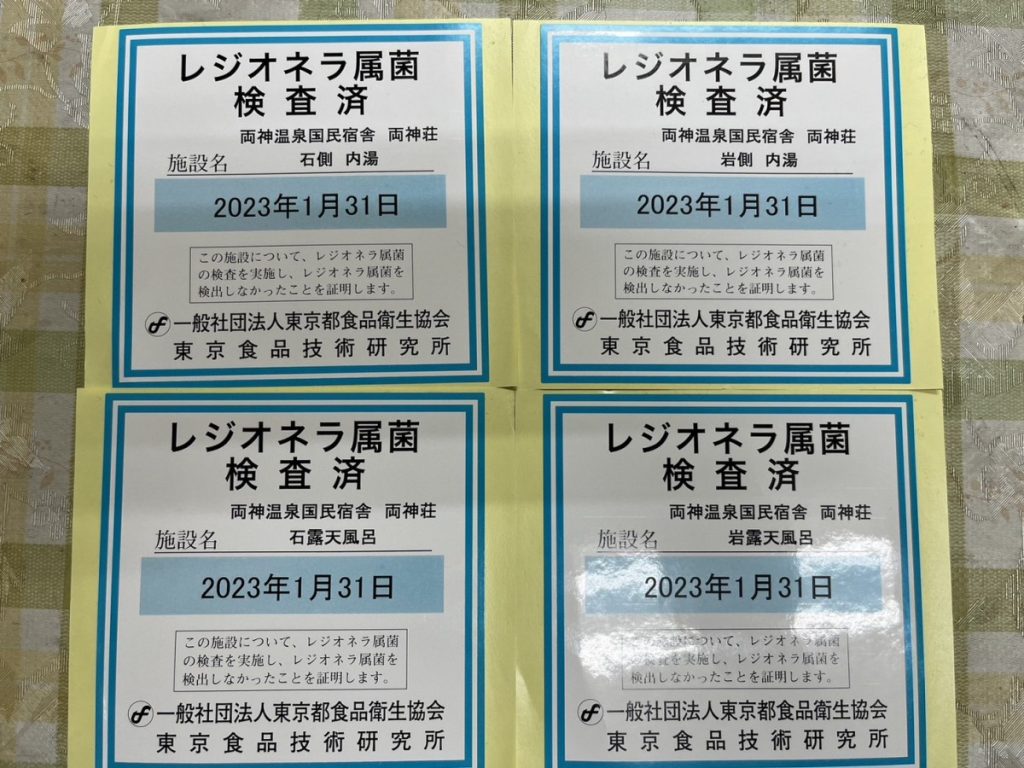 レジオネラ属菌
検査済
両神温泉国民宿舎 両神荘
施設名 石側 内湯
2023年1月31日
この施設について、レジオネラ属菌
の検査を実施し、レジオネラ属菌を
検出しなかったことを証明します。
一般社団法人東京都食品衛生協会
東京食品技術研究所
レジオネラ属菌
検査済
両神温泉国民宿舎 両神荘
施設名 岩側 内湯
2023年1月31日
この施設について、レジオネラ属菌
の検査を実施し、レジオネラ属菌を
検出しなかったことを証明します。
一般社団法人東京都食品衛生協会
東京食品技術研究所
レジオネラ属菌
検査済
両神温泉国民宿舎 両神荘
施設名 石露天風呂
2023年1月31日
この施設について、レジオネラ属菌
の検査を実施し、レジオネラ属菌を
検出しなかったことを証明します。
一般社団法人東京都食品衛生協会
東京食品技術研究所
レジオネラ属菌
検査済
両神温泉国民宿舎 両神荘
施設名 岩露天風呂
2023年1月31日
この施設について、レジオネラ属菌
の検査を実施し、レジオネラ属菌を
検出しなかったことを証明します。
一般社団法人東京都食品衛生協会
東京食品技術研究所